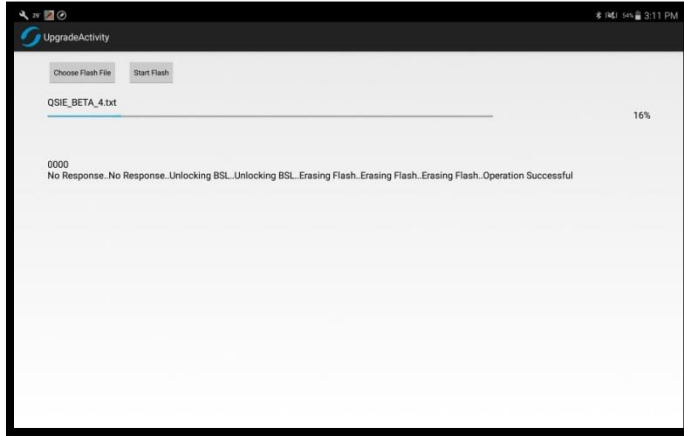 54% 3:11 PM
UpgradeActivity
Choose Flash File Start Flash
QSIE_BETA_4.txt
16%
0000
No Response..No Response..Unlocking BSL..Unlocking BSL..Erasing Flash..Erasing Flash..Erasing Flash..Operation Successful